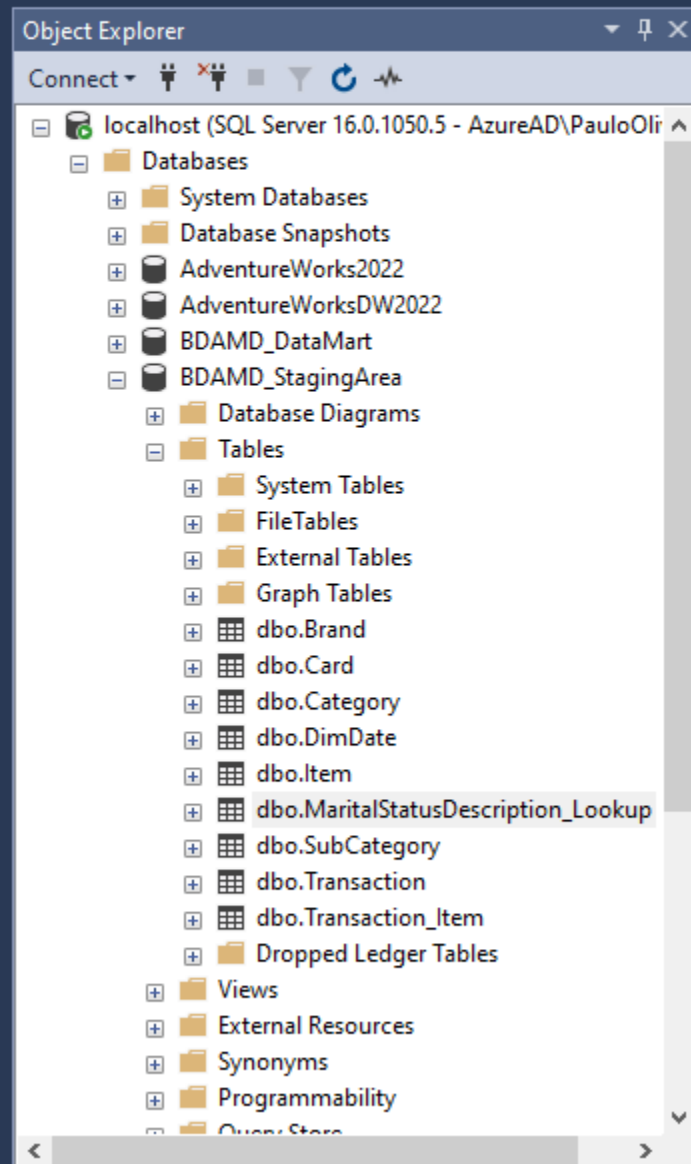 Object Explorer
Connect
localhost (SQL Server 16.0.1050.5 - AzureAD\PauloOli
Databases
System Databases
Database Snapshots
AdventureWorks2022
AdventureWorksDW2022
BDAMD_DataMart
BDAMD_StagingArea
Database Diagrams
Tables
System Tables
FileTables
External Tables
Graph Tables
dbo.Brand
dbo.Card
dbo.Category
dbo.DimDate
dbo.Item
dbo.MaritalStatusDescription_Lookup
dbo.SubCategory
dbo.Transaction
dbo.Transaction_Item
Dropped Ledger Tables
Views
External Resources
Synonyms
Programmability
Query Store